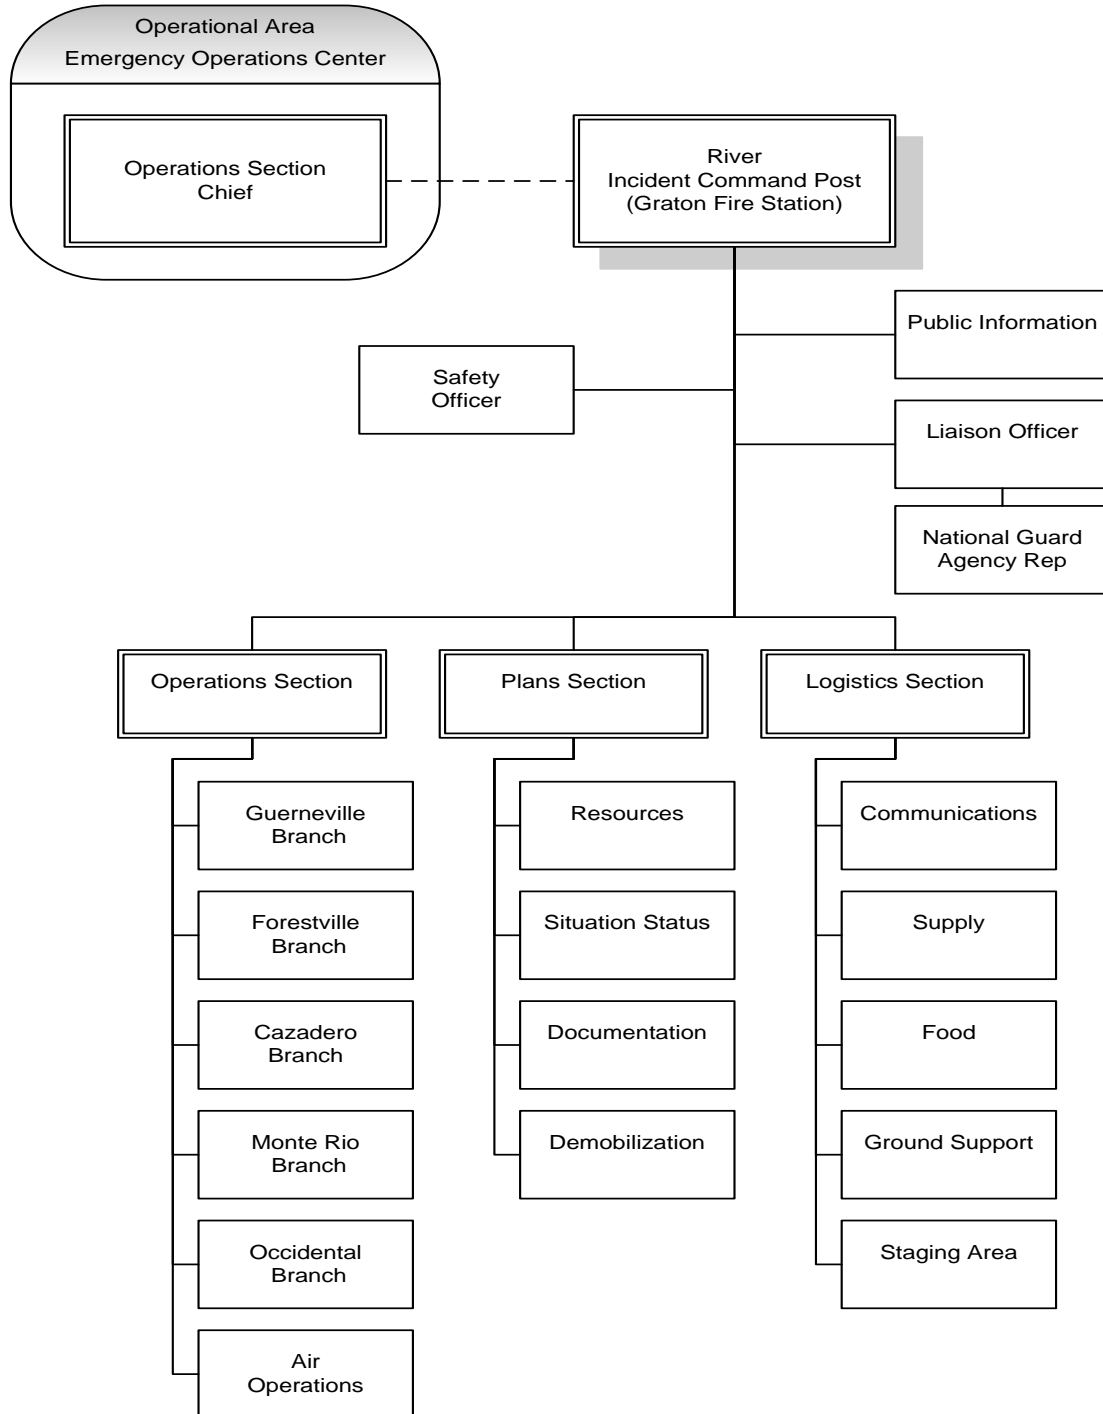 Operational Area
Emergency Operations Center
Operations Section
Chief
River
Incident Command Post
(Graton Fire Station)
Public Information
Safety
Officer
Liaison Officer
National Guard
Agency Rep
Operations Section
Plans Section
Logistics Section
Guerneville
Branch
Resources
Communications
Forestville
Branch
Situation Status
Supply
Cazadero
Branch
Documentation
Food
Monte Rio
Branch
Demobilization
Ground Support
Occidental
Branch
Staging Area
Air
Operations